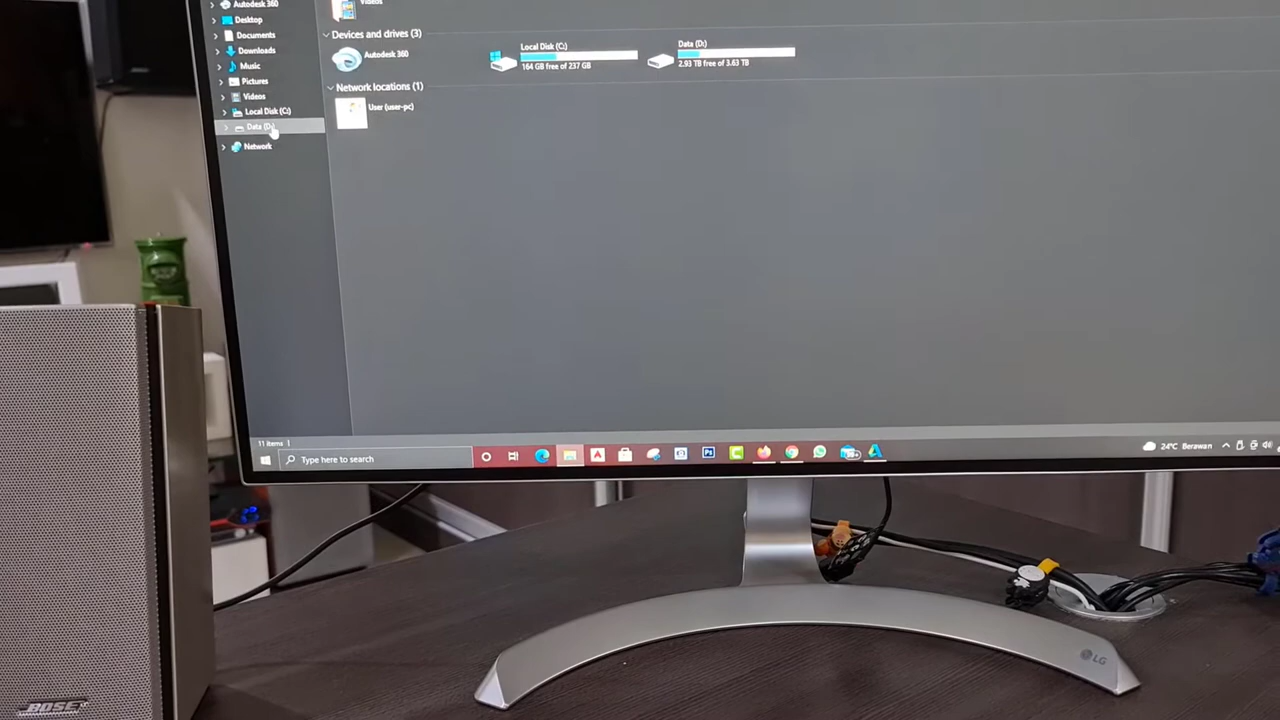 Autodesk 360
Desktop
Documents
Downloads
Music
Pictures
Videos
Local Disk (C:)
Data (D:)
Network
Videos
Devices and drives (3)
Autodesk 360
Local Disk (C:)
164 GB free of 237 GB
Data (D:)
2.93 TB free of 3.63 TB
Network locations (1)
User (user-pc)
11 items
Type here to search
24°C Berawan
LG
BOSE